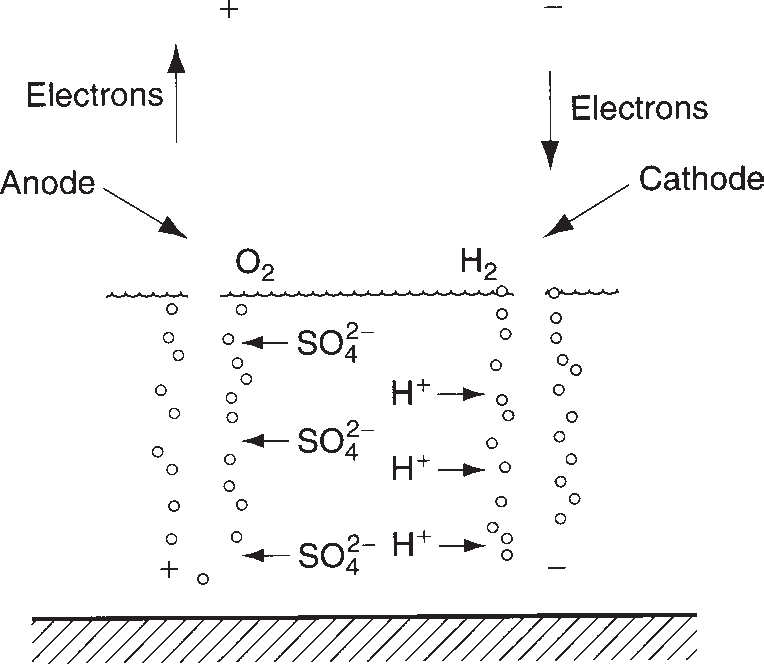 + −
Electrons
Electrons
Anode
Cathode
O₂ H₂
SO₄²⁻
H⁺
SO₄²⁻
H⁺
H⁺ SO₄²⁻
+ −